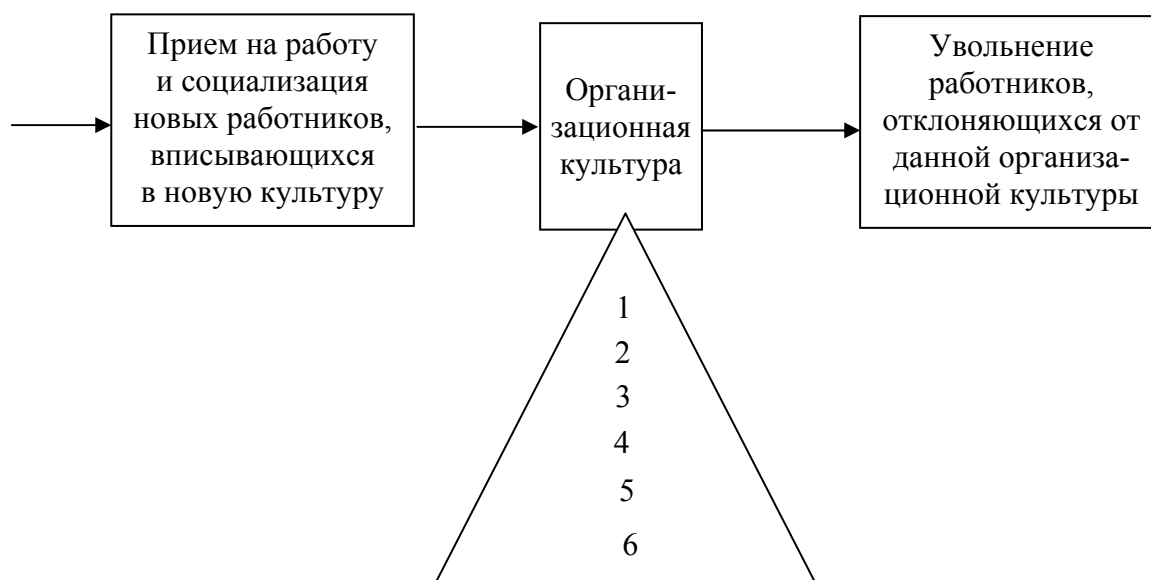 Прием на работу
и социализация
новых работников,
вписывающихся
в новую культуру
Органи-
зационная
культура
Увольнение
работников,
отклоняющихся от
данной организа-
ционной культуры
1
2
3
4
5
6